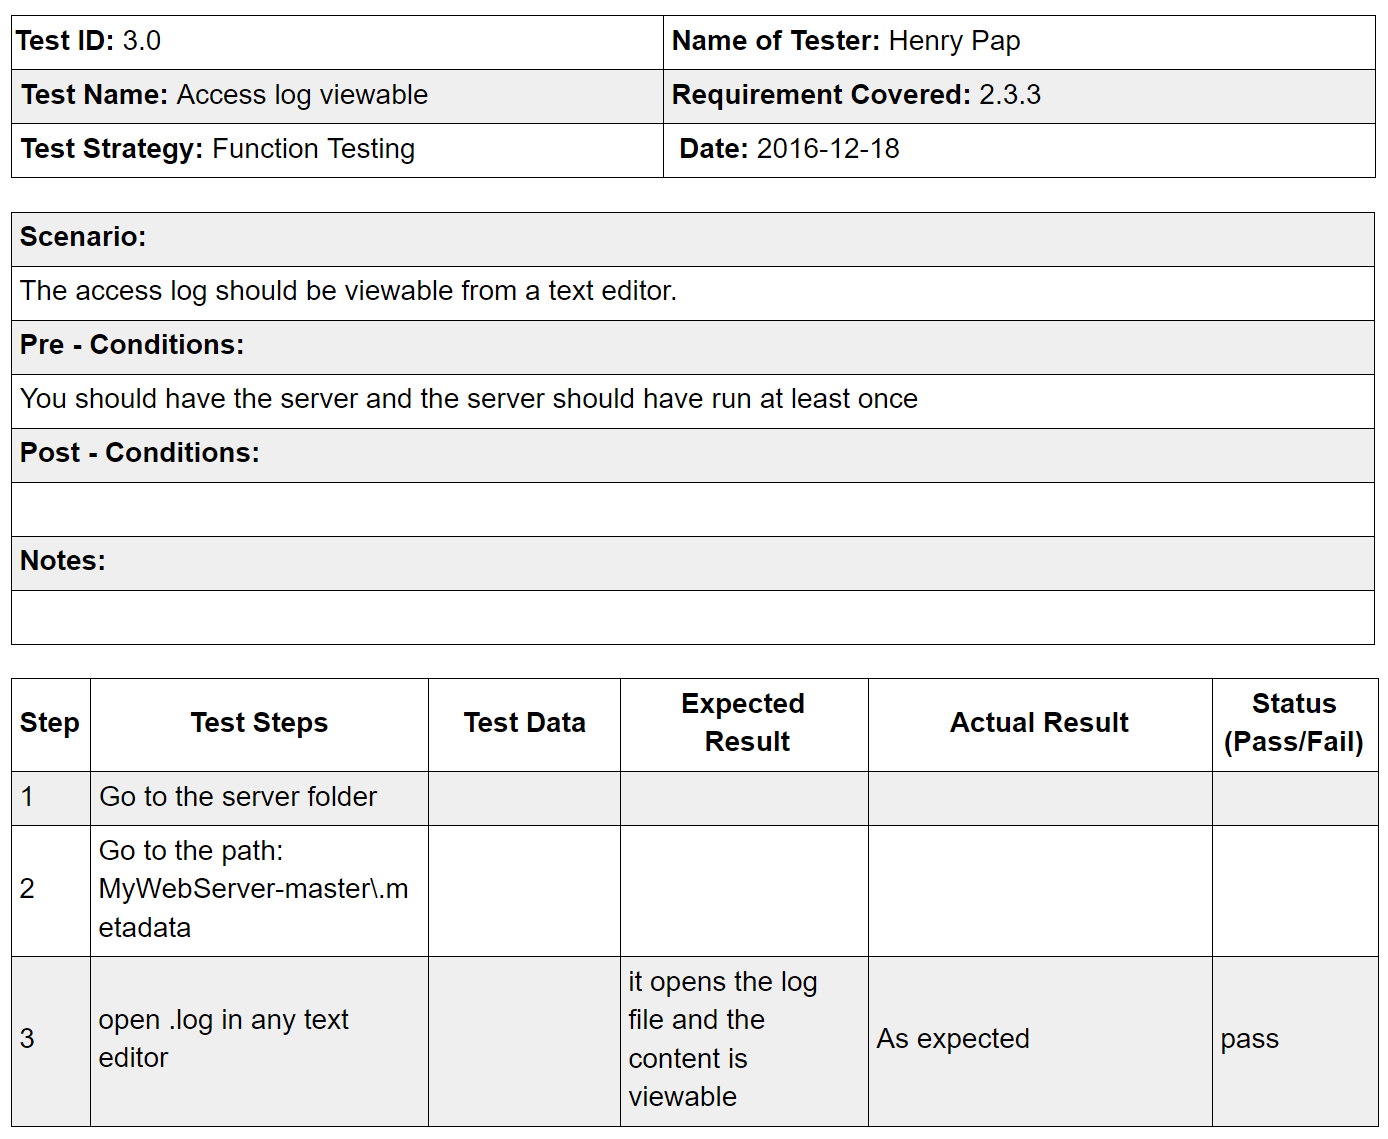 Test ID: 3.0
Name of Tester: Henry Pap
Test Name: Access log viewable
Requirement Covered: 2.3.3
Test Strategy: Function Testing
Date: 2016-12-18
Scenario:
The access log should be viewable from a text editor.
Pre - Conditions:
You should have the server and the server should have run at least once
Post - Conditions:
Notes:
Step
Test Steps
Test Data
Expected
Result
Actual Result
Status
(Pass/Fail)
1
Go to the server folder
2
Go to the path:
MyWebServer-master\.m
etadata
3
open .log in any text
editor
it opens the log
file and the
content is
viewable
As expected
pass